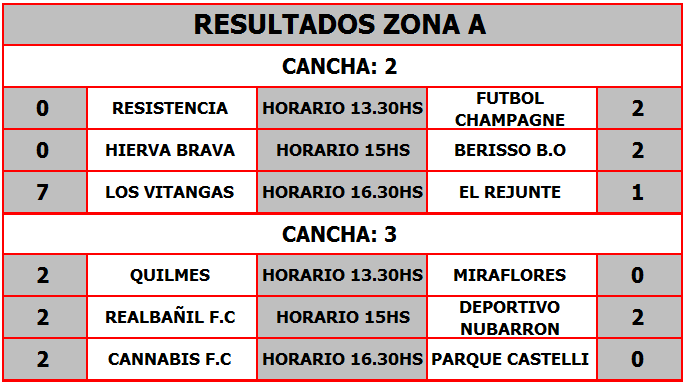 RESULTADOS ZONA A
CANCHA: 2
0 RESISTENCIA HORARIO 13.30HS FUTBOL CHAMPAGNE 2
0 HIERVA BRAVA HORARIO 15HS BERISSO B.O 2
7 LOS VITANGAS HORARIO 16.30HS EL REJUNTE 1
CANCHA: 3
2 QUILMES HORARIO 13.30HS MIRAFLORES 0
2 REALBAÑIL F.C HORARIO 15HS DEPORTIVO NUBARRON 2
2 CANNABIS F.C HORARIO 16.30HS PARQUE CASTELLI 0